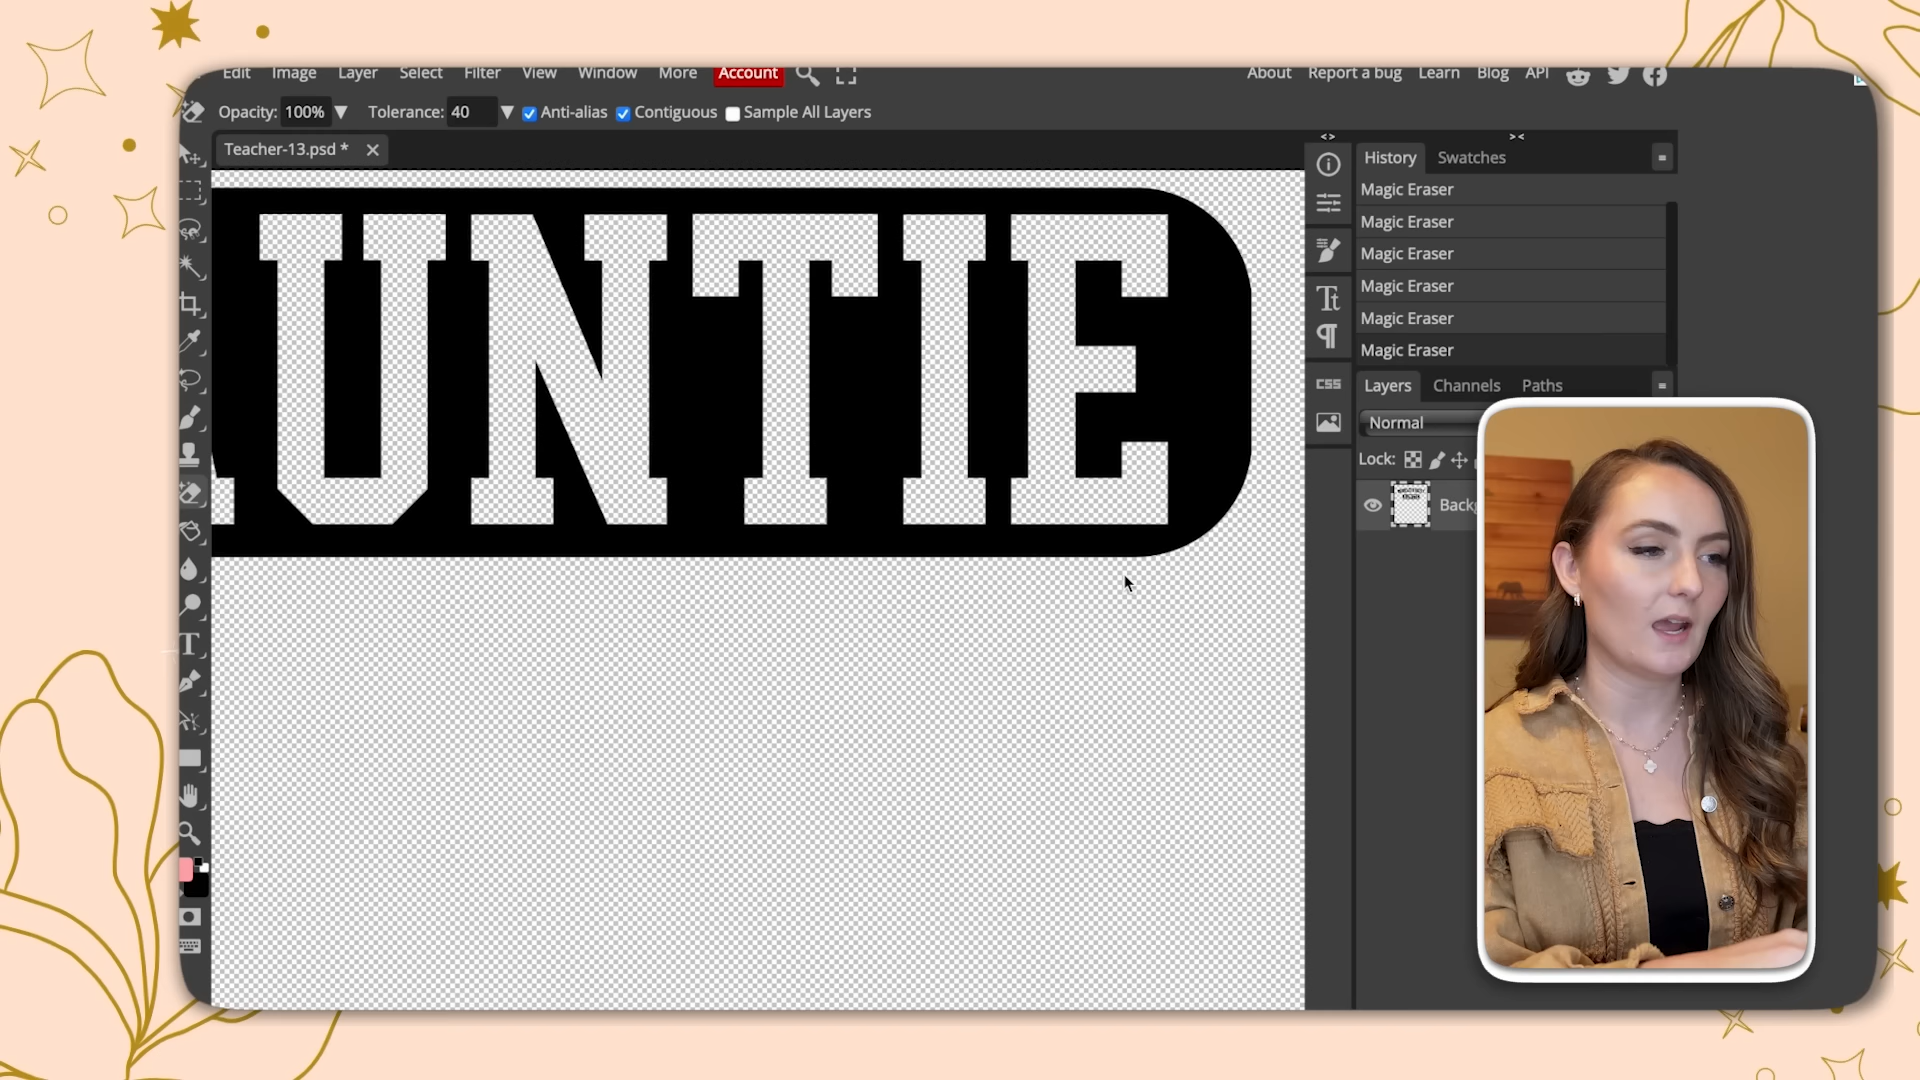 Edit Image Layer Select Filter View Window More Account About Report a bug Learn Blog API
Opacity: 100% Tolerance: 40 Anti-alias Contiguous Sample All Layers
Teacher-13.psd *
History Swatches
Magic Eraser
Magic Eraser
Magic Eraser
Magic Eraser
Magic Eraser
Magic Eraser
UNTIE
CSS
Layers Channels Paths
Normal
Lock:
Backg